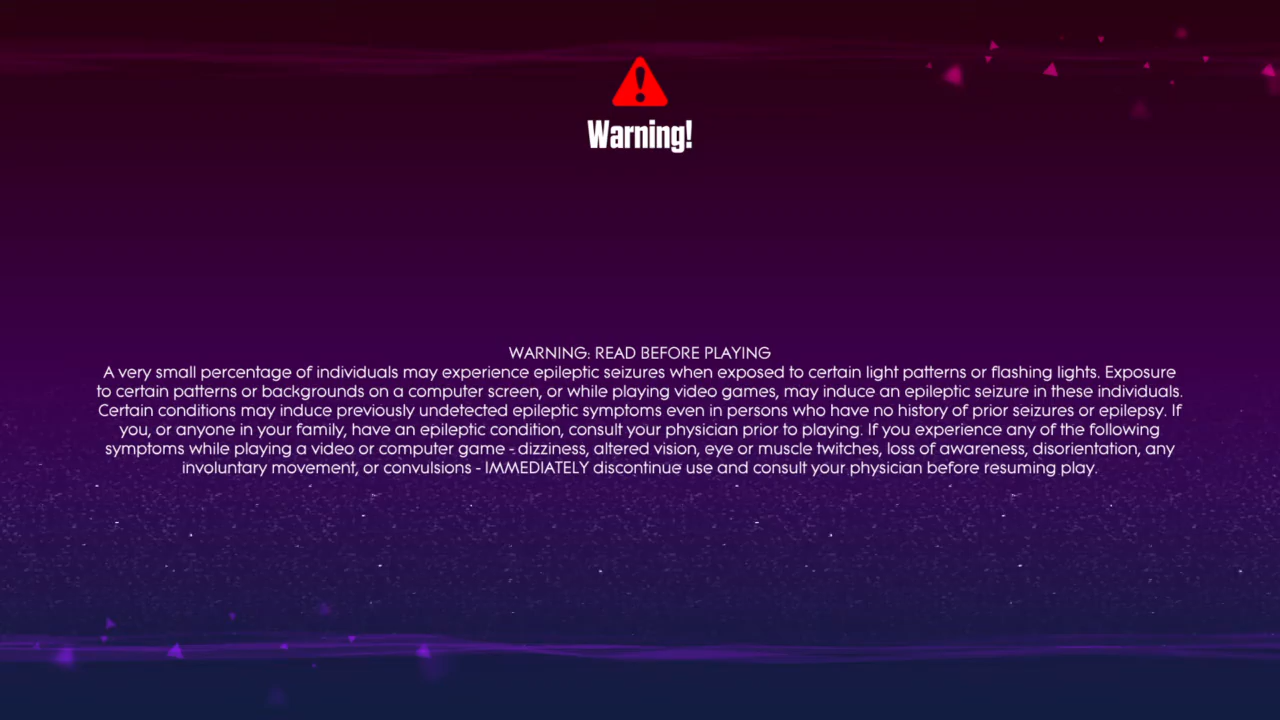 Warning!
WARNING: READ BEFORE PLAYING
A very small percentage of individuals may experience epileptic seizures when exposed to certain light patterns or flashing lights. Exposure
to certain patterns or backgrounds on a computer screen, or while playing video games, may induce an epileptic seizure in these individuals.
Certain conditions may induce previously undetected epileptic symptoms even in persons who have no history of prior seizures or epilepsy. If
you, or anyone in your family, have an epileptic condition, consult your physician prior to playing. If you experience any of the following
symptoms while playing a video or computer game - dizziness, altered vision, eye or muscle twitches, loss of awareness, disorientation, any
involuntary movement, or convulsions - IMMEDIATELY discontinue use and consult your physician before resuming play.